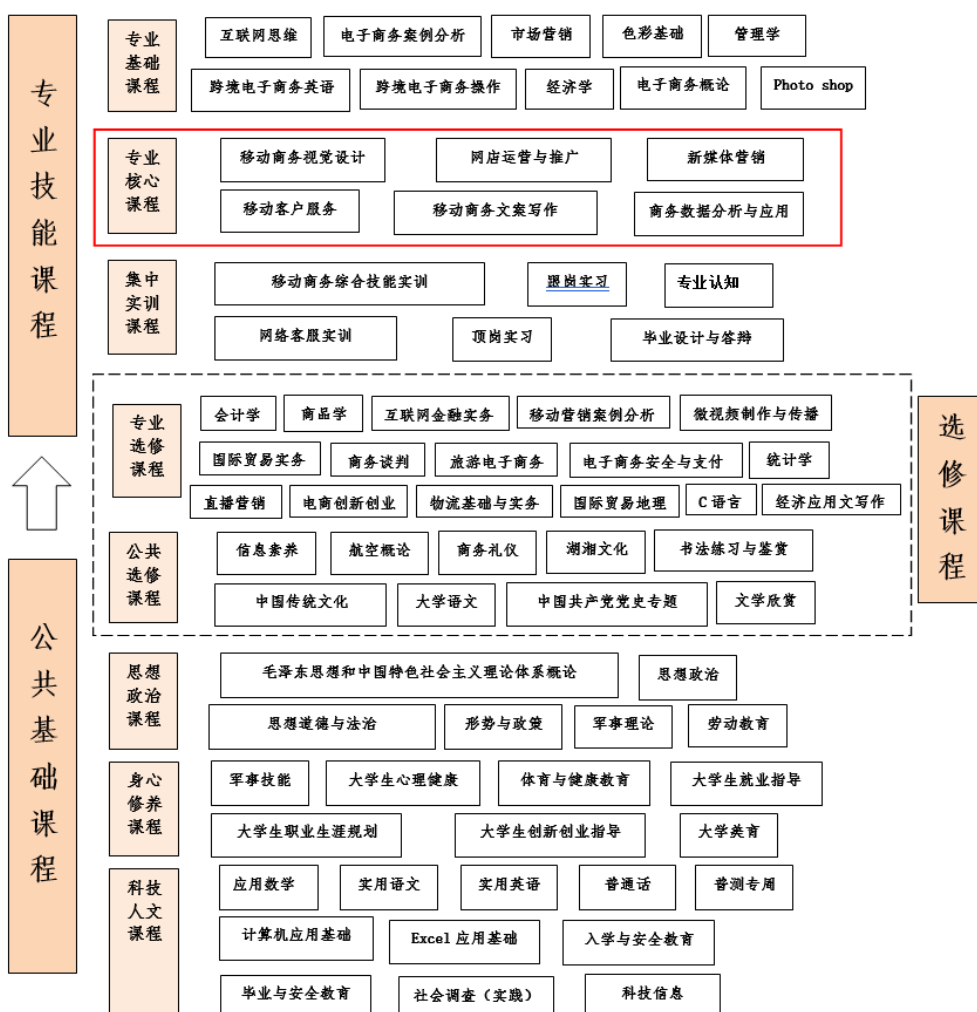 专业技能课程
专业基础课程
互联网思维 电子商务案例分析 市场营销 色彩基础 管理学
跨境电子商务英语 跨境电子商务操作 经济学 电子商务概论 Photo shop
专业核心课程
移动商务视觉设计 网店运营与推广 新媒体营销
移动客户服务 移动商务文案写作 商务数据分析与应用
集中实训课程
移动商务综合技能实训 跟岗实习 专业认知
网络客服实训 顶岗实习 毕业设计与答辩
选修课程
专业选修课程
会计学 商品学 互联网金融实务 移动营销案例分析 微视频制作与传播
国际贸易实务 商务谈判 旅游电子商务 电子商务安全与支付 统计学
直播营销 电商创新创业 物流基础与实务 国际贸易地理 C 语言 经济应用文写作
公共选修课程
信息素养 航空概论 商务礼仪 湖湘文化 书法练习与鉴赏
中国传统文化 大学语文 中国共产党党史专题 文学欣赏
公共基础课程
思想政治课程
毛泽东思想和中国特色社会主义理论体系概论 思想政治
思想道德与法治 形势与政策 军事理论 劳动教育
身心修养课程
军事技能 大学生心理健康 体育与健康教育 大学生就业指导
大学生职业生涯规划 大学生创新创业指导 大学美育
科技人文课程
应用数学 实用语文 实用英语 普通话 普测专周
计算机应用基础 Excel 应用基础 入学与安全教育
毕业与安全教育 社会调查（实践） 科技信息